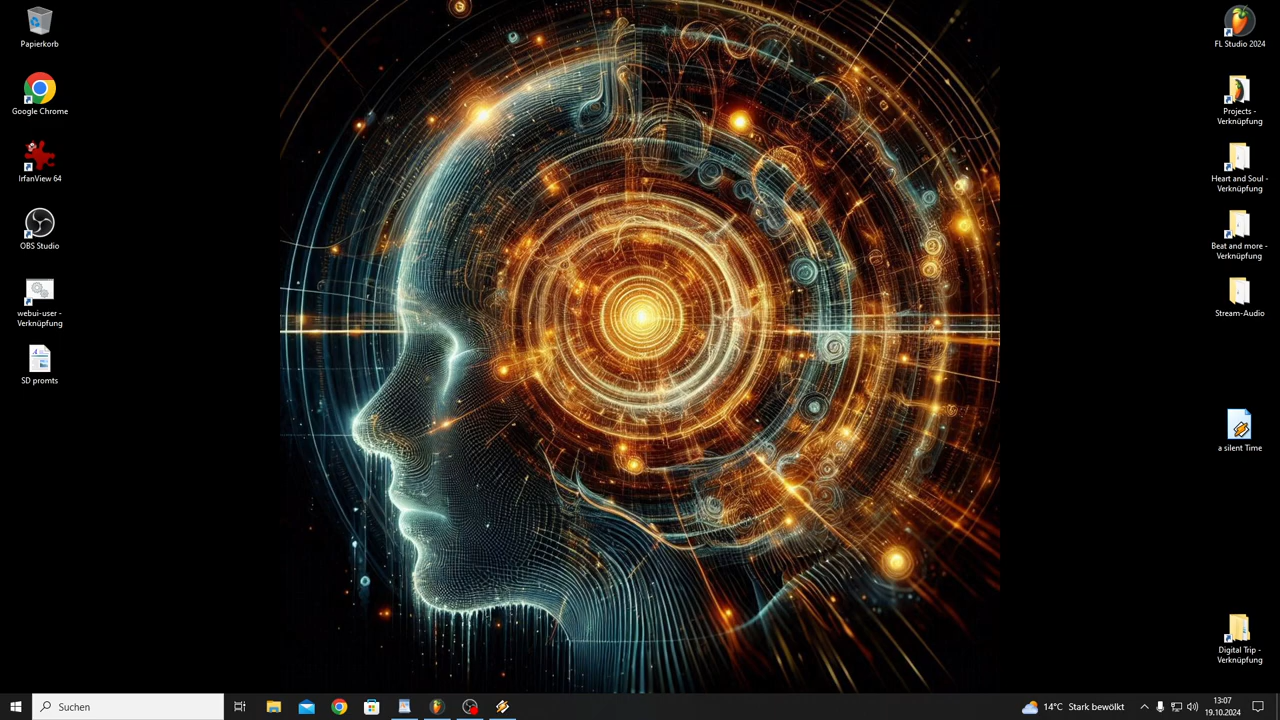 Papierkorb
Google Chrome
IrfanView 64
OBS Studio
webui-user -
Verknüpfung
SD promts
FL Studio 2024
Projects -
Verknüpfung
Heart and Soul -
Verknüpfung
Beat and more -
Verknüpfung
Stream-Audio
a silent Time
Digital Trip -
Verknüpfung
Suchen
14°C Stark bewölkt
13:07
19.10.2024